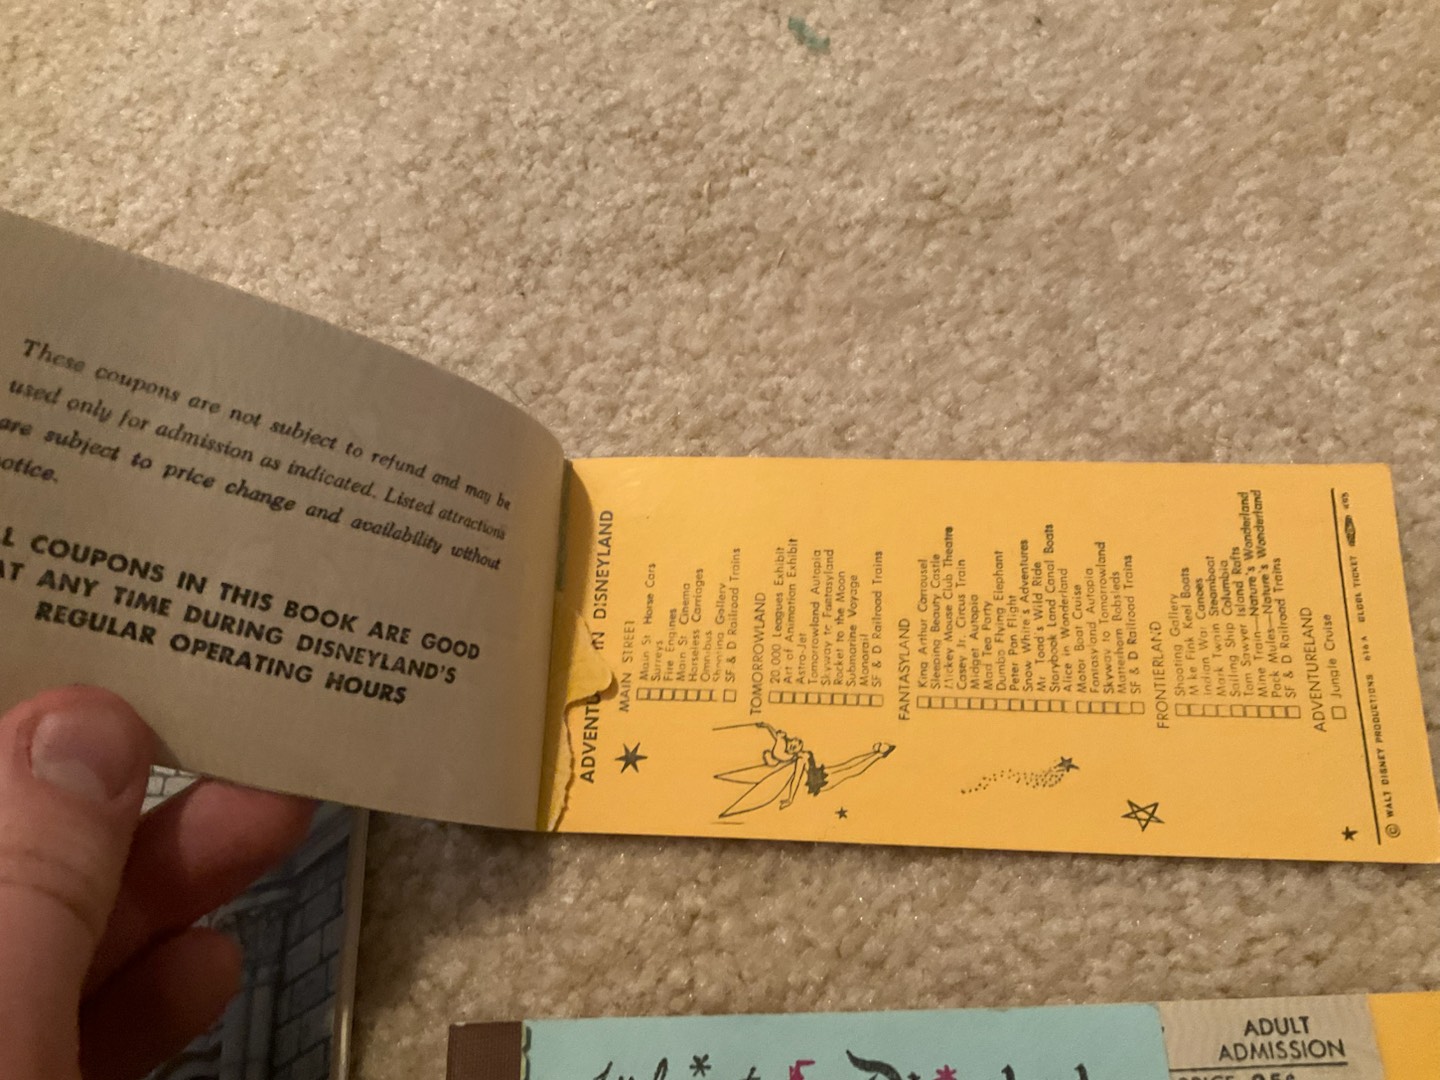 These coupons are not subject to refund and may be
used only for admission as indicated. Listed attractions
are subject to price change and availability without
otice.
L COUPONS IN THIS BOOK ARE GOOD
AT ANY TIME DURING DISNEYLAND'S
REGULAR OPERATING HOURS
ADVENTU IN DISNEYLAND
MAIN STREET
Main St Horse Cars
Surreys
Fire Engines
Main St Cinema
Horseless Carriages
Omnibus
Shooting Gallery
SF & D Railroad Trains
TOMORROWLAND
20 000 Leagues Exhibit
Art of Animation Exhibit
Astro-Jet
Tomorrowland Autopia
Skyway to Fantasyland
Rocket to the Moon
Submarine Voyage
Monorail
SF & D Railroad Trains
FANTASYLAND
King Arthur Carrousel
Sleeping Beauty Castle
Mickey Mouse Club Theatre
Casey Jr. Circus Train
Midget Autopia
Mad Tea Party
Dumbo Flying Elephant
Peter Pan Flight
Snow White's Adventures
Mr Toad's Wild Ride
Storybook Land Canal Boats
Alice in Wonderland
Motor Boat Cruise
Fantasyland Autopia
Skyway to Tomorrowland
Matterhorn Bobsleds
SF & D Railroad Trains
FRONTIERLAND
Shooting Gallery
Mike Fink Keel Boats
Indian War Canoes
Mark Twain Steamboat
Sailing Ship Columbia
Tom Sawyer Island Rafts
Mine Train—Nature's Wonderland
Pack Mules—Nature's Wonderland
SF & D Railroad Trains
ADVENTURELAND
Jungle Cruise
© WALT DISNEY PRODUCTIONS 616 A GLOBE TICKET 495
ADULT
ADMISSION